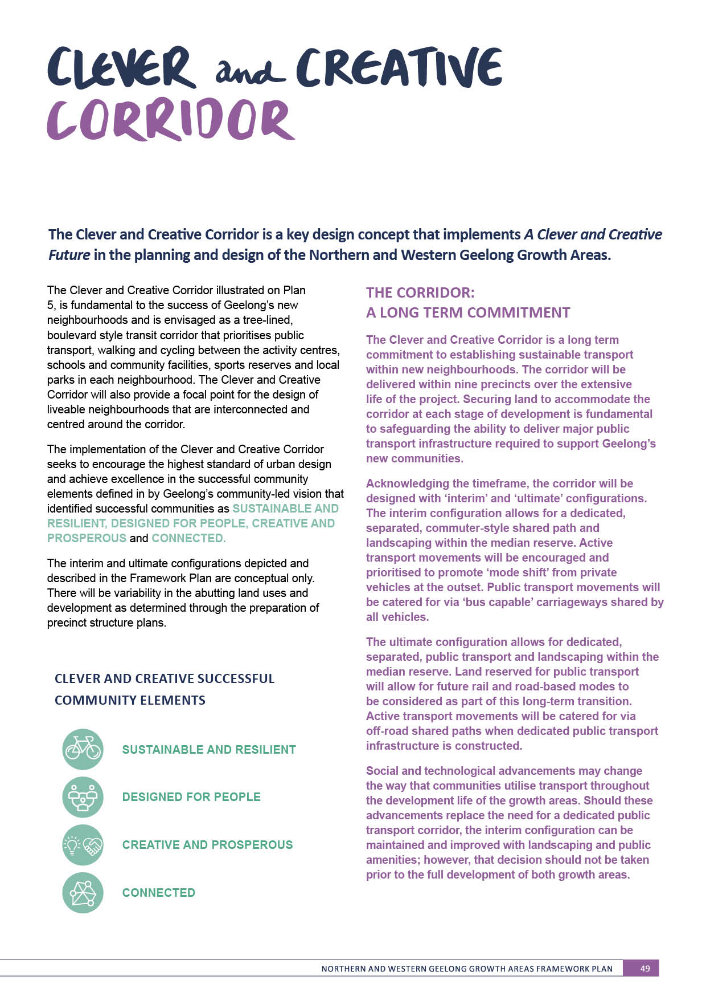 CLEVER and CREATIVE
CORRIDOR
The Clever and Creative Corridor is a key design concept that implements A Clever and Creative
Future in the planning and design of the Northern and Western Geelong Growth Areas.
The Clever and Creative Corridor illustrated on Plan
5, is fundamental to the success of Geelong’s new
neighbourhoods and is envisaged as a tree-lined,
boulevard style transit corridor that prioritises public
transport, walking and cycling between the activity centres,
schools and community facilities, sports reserves and local
parks in each neighbourhood. The Clever and Creative
Corridor will also provide a focal point for the design of
liveable neighbourhoods that are interconnected and
centred around the corridor.
The implementation of the Clever and Creative Corridor
seeks to encourage the highest standard of urban design
and achieve excellence in the successful community
elements defined in by Geelong’s community-led vision that
identified successful communities as SUSTAINABLE AND
RESILIENT, DESIGNED FOR PEOPLE, CREATIVE AND
PROSPEROUS and CONNECTED.
The interim and ultimate configurations depicted and
described in the Framework Plan are conceptual only.
There will be variability in the abutting land uses and
development as determined through the preparation of
precinct structure plans.
CLEVER AND CREATIVE SUCCESSFUL
COMMUNITY ELEMENTS
SUSTAINABLE AND RESILIENT
DESIGNED FOR PEOPLE
CREATIVE AND PROSPEROUS
CONNECTED
THE CORRIDOR:
A LONG TERM COMMITMENT
The Clever and Creative Corridor is a long term
commitment to establishing sustainable transport
within new neighbourhoods. The corridor will be
delivered within nine precincts over the extensive
life of the project. Securing land to accommodate the
corridor at each stage of development is fundamental
to safeguarding the ability to deliver major public
transport infrastructure required to support Geelong’s
new communities.
Acknowledging the timeframe, the corridor will be
designed with ‘interim’ and ‘ultimate’ configurations.
The interim configuration allows for a dedicated,
separated, commuter-style shared path and
landscaping within the median reserve. Active
transport movements will be encouraged and
prioritised to promote ‘mode shift’ from private
vehicles at the outset. Public transport movements will
be catered for via ‘bus capable’ carriageways shared by
all vehicles.
The ultimate configuration allows for dedicated,
separated, public transport and landscaping within the
median reserve. Land reserved for public transport
will allow for future rail and road-based modes to
be considered as part of this long-term transition.
Active transport movements will be catered for via
off-road shared paths when dedicated public transport
infrastructure is constructed.
Social and technological advancements may change
the way that communities utilise transport throughout
the development life of the growth areas. Should these
advancements replace the need for a dedicated public
transport corridor, the interim configuration can be
maintained and improved with landscaping and public
amenities; however, that decision should not be taken
prior to the full development of both growth areas.
NORTHERN AND WESTERN GEELONG GROWTH AREAS FRAMEWORK PLAN 49